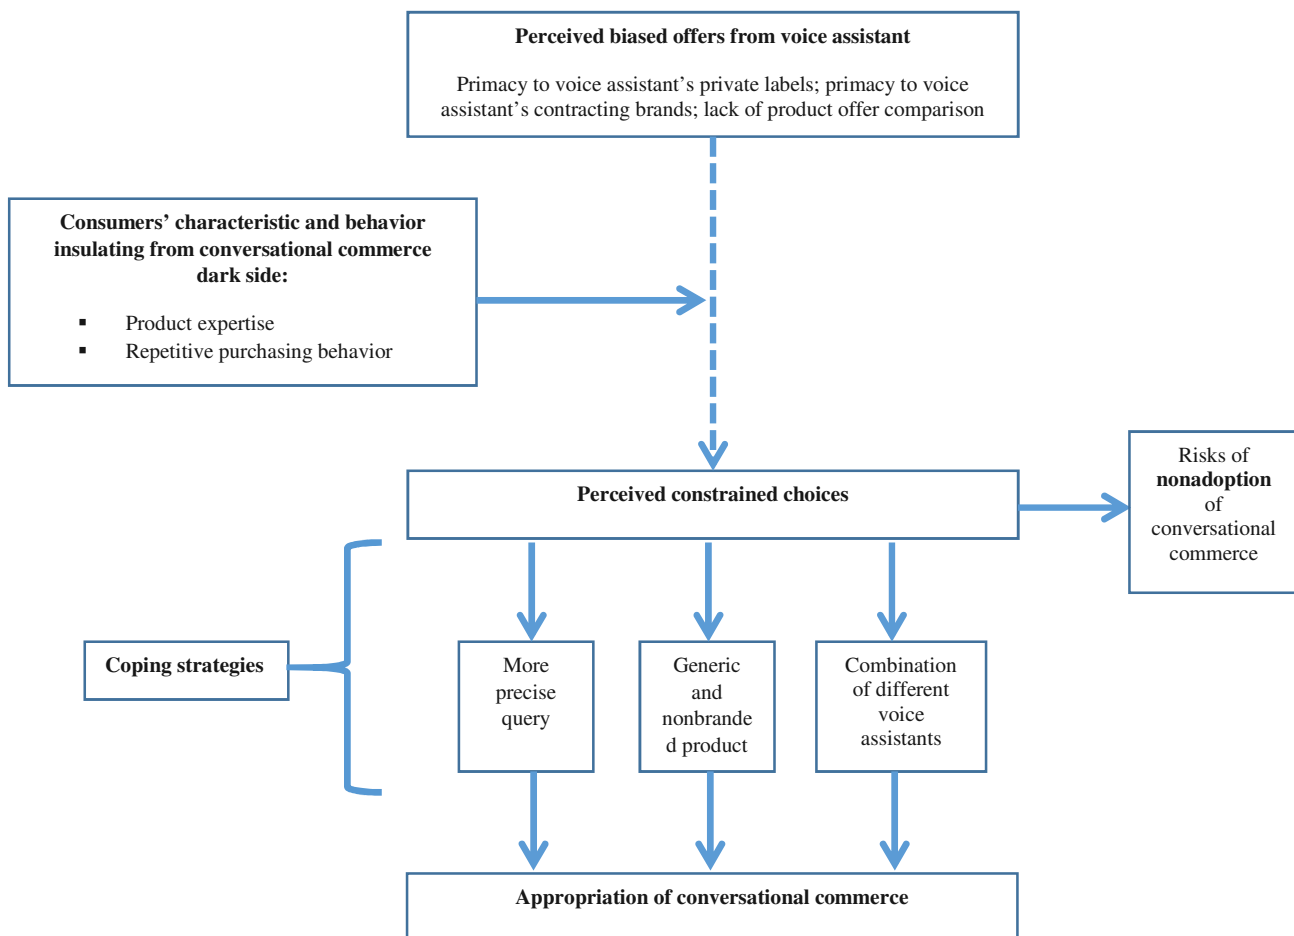 Perceived biased offers from voice assistant
Primacy to voice assistant’s private labels; primacy to voice
assistant’s contracting brands; lack of product offer comparison
Consumers’ characteristic and behavior
insulating from conversational commerce
dark side:
▪ Product expertise
▪ Repetitive purchasing behavior
Perceived constrained choices
Risks of
nonadoption
of
conversational
commerce
Coping strategies
More
precise
query
Generic
and
nonbrande
d product
Combination
of different
voice
assistants
Appropriation of conversational commerce